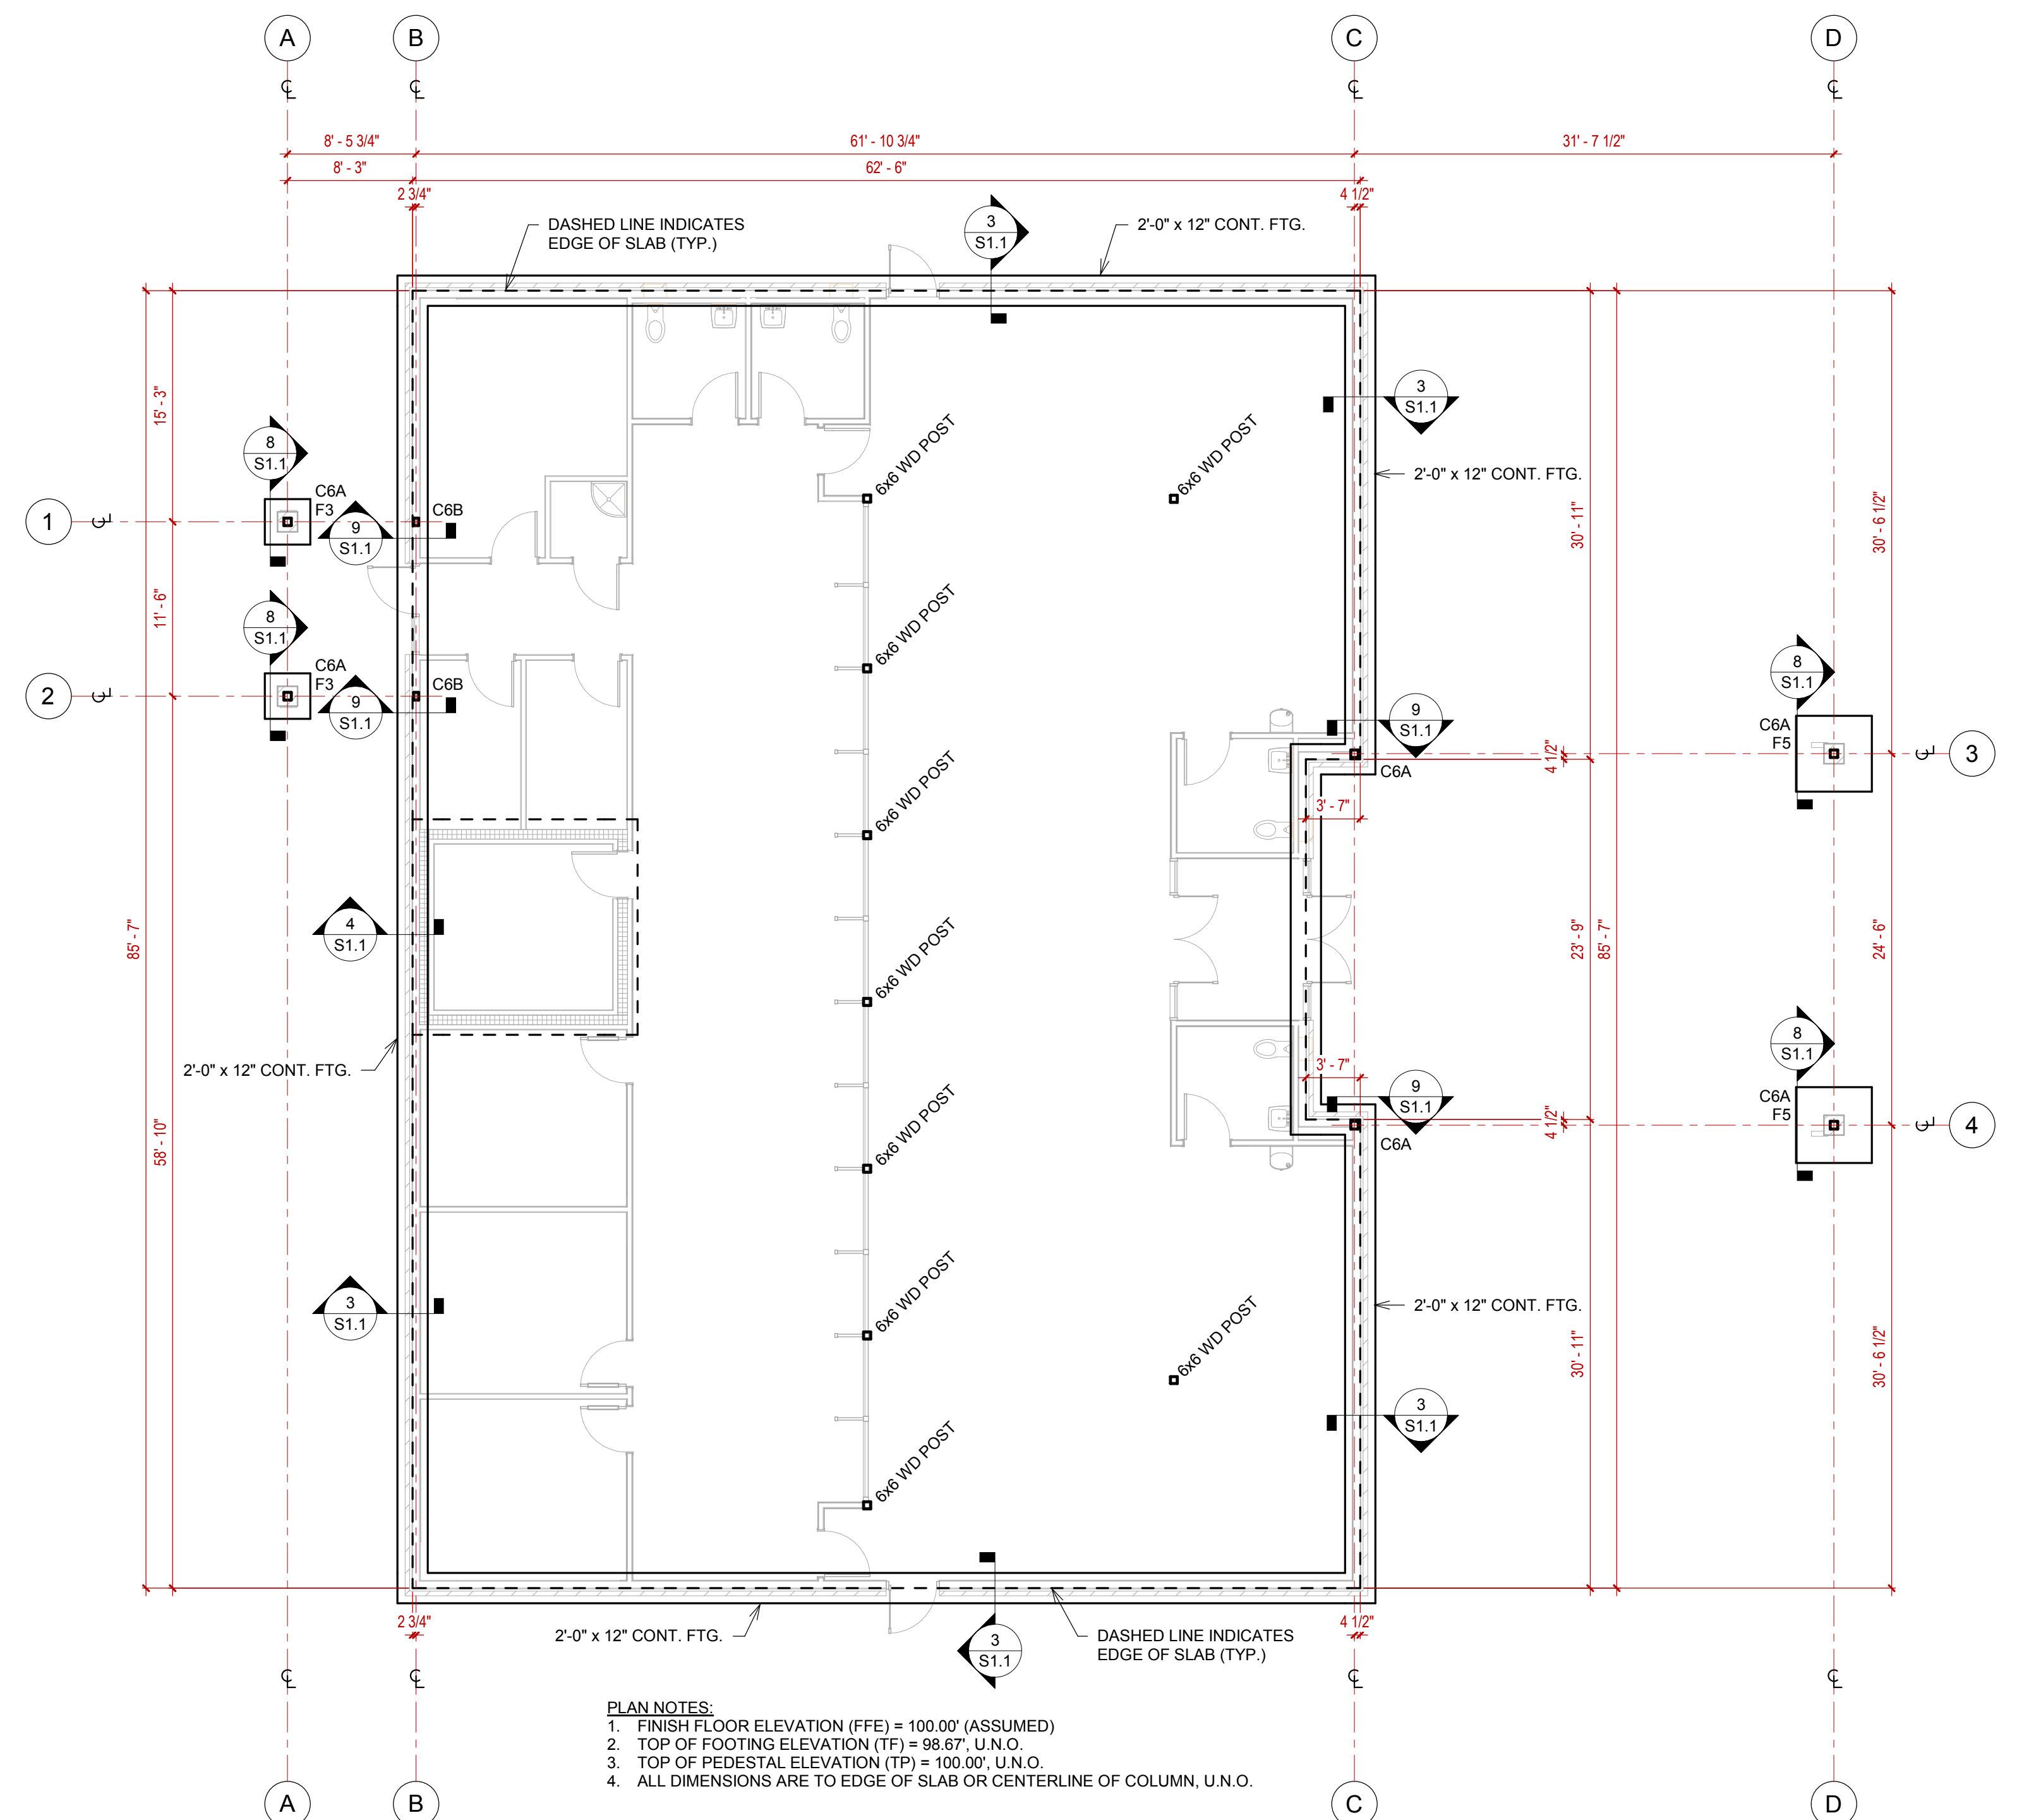 A
B
C
D
8' - 5 3/4"
61' - 10 3/4"
31' - 7 1/2"
8' - 3"
62' - 6"
2 3/4"
4 1/2"
DASHED LINE INDICATES
EDGE OF SLAB (TYP.)
3
S1.1
2'-0" x 12" CONT. FTG.
15' - 3"
3
S1.1
8
S1.1
6x6 WD POST
6x6 WD POST
2'-0" x 12" CONT. FTG.
30' - 11"
30' - 6 1/2"
C6A
F3
C6B
1
9
S1.1
11' - 6"
8
S1.1
6x6 WD POST
C6A
F3
C6B
2
9
S1.1
8
S1.1
9
S1.1
C6A
F5
3
4 1/2"
C6A
6x6 WD POST
3' - 7"
85' - 7"
4
S1.1
6x6 WD POST
23' - 9"
85' - 7"
24' - 6"
8
S1.1
2'-0" x 12" CONT. FTG.
3' - 7"
9
S1.1
C6A
F5
4
4 1/2"
C6A
58' - 10"
6x6 WD POST
3
S1.1
6x6 WD POST
6x6 WD POST
2'-0" x 12" CONT. FTG.
30' - 11"
30' - 6 1/2"
3
S1.1
6x6 WD POST
2 3/4"
4 1/2"
2'-0" x 12" CONT. FTG.
3
S1.1
DASHED LINE INDICATES
EDGE OF SLAB (TYP.)
PLAN NOTES:
1. FINISH FLOOR ELEVATION (FFE) = 100.00' (ASSUMED)
2. TOP OF FOOTING ELEVATION (TF) = 98.67', U.N.O.
3. TOP OF PEDESTAL ELEVATION (TP) = 100.00', U.N.O.
4. ALL DIMENSIONS ARE TO EDGE OF SLAB OR CENTERLINE OF COLUMN, U.N.O.
A
B
C
D